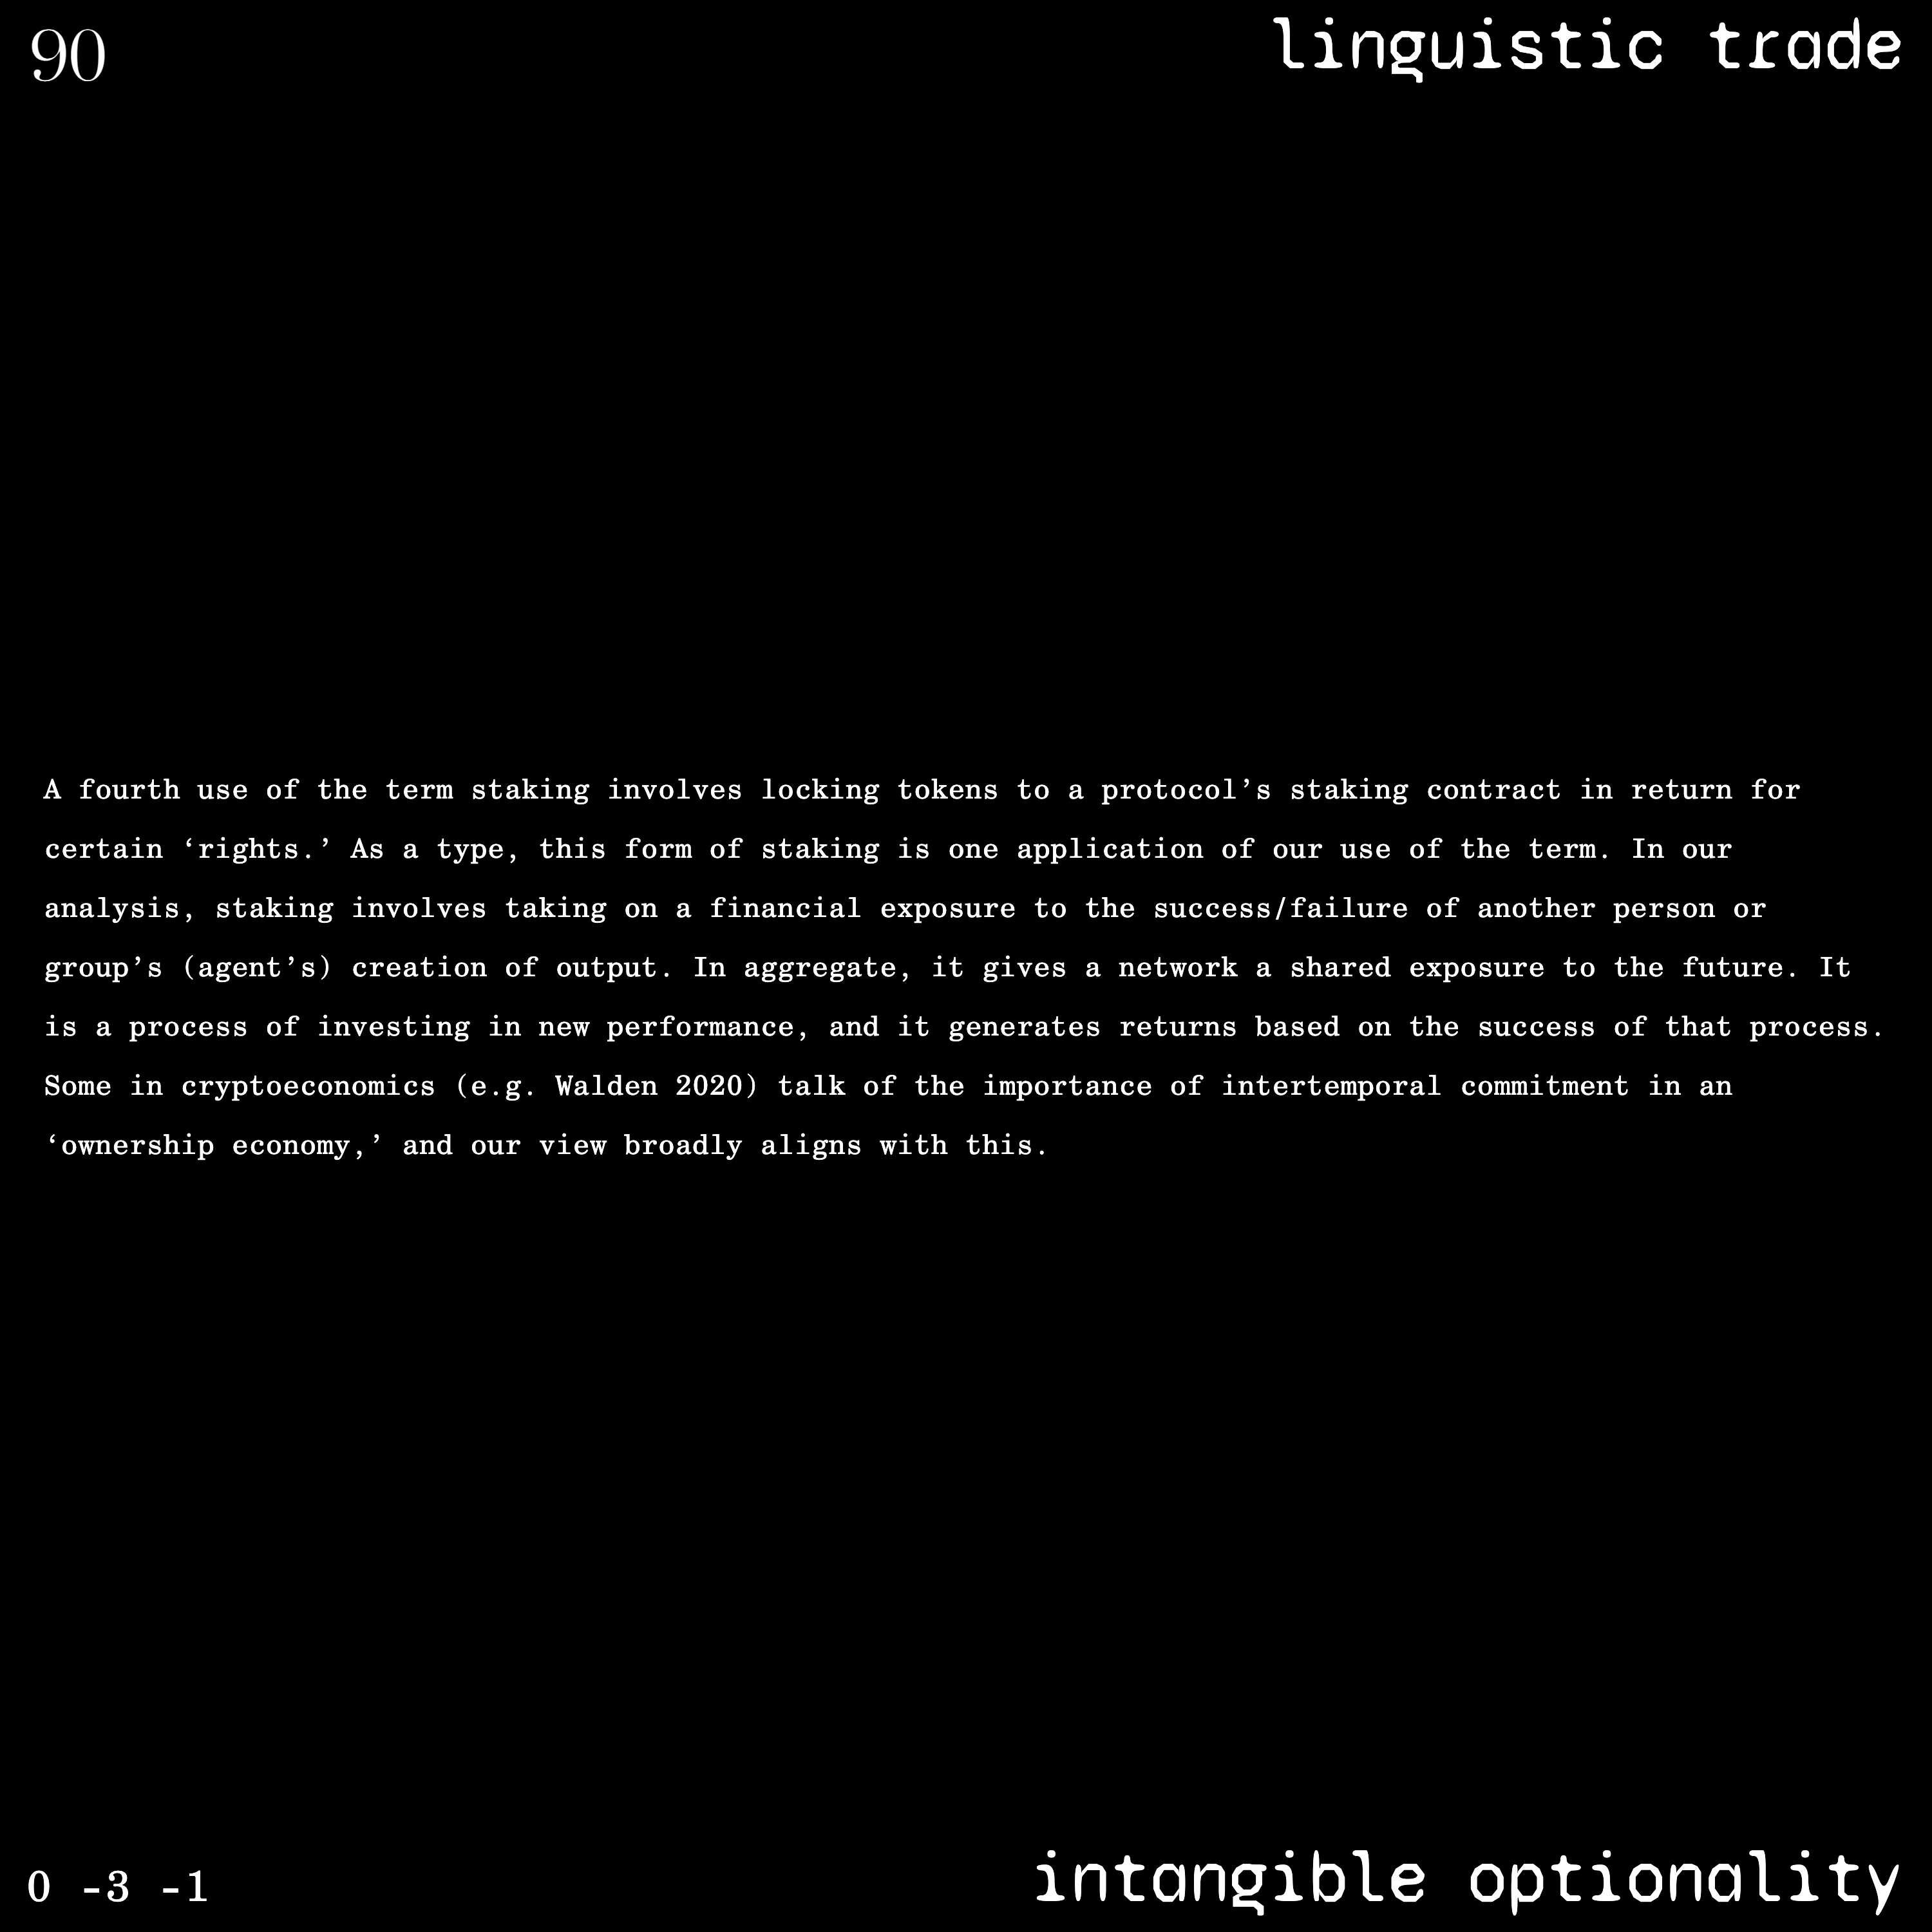 90
linguistic trade
A fourth use of the term staking involves locking tokens to a protocol’s staking contract in return for
certain ‘rights.’ As a type, this form of staking is one application of our use of the term. In our
analysis, staking involves taking on a financial exposure to the success/failure of another person or
group’s (agent’s) creation of output. In aggregate, it gives a network a shared exposure to the future. It
is a process of investing in new performance, and it generates returns based on the success of that process.
Some in cryptoeconomics (e.g. Walden 2020) talk of the importance of intertemporal commitment in an
‘ownership economy,’ and our view broadly aligns with this.
0 -3 -1
intangible optionality